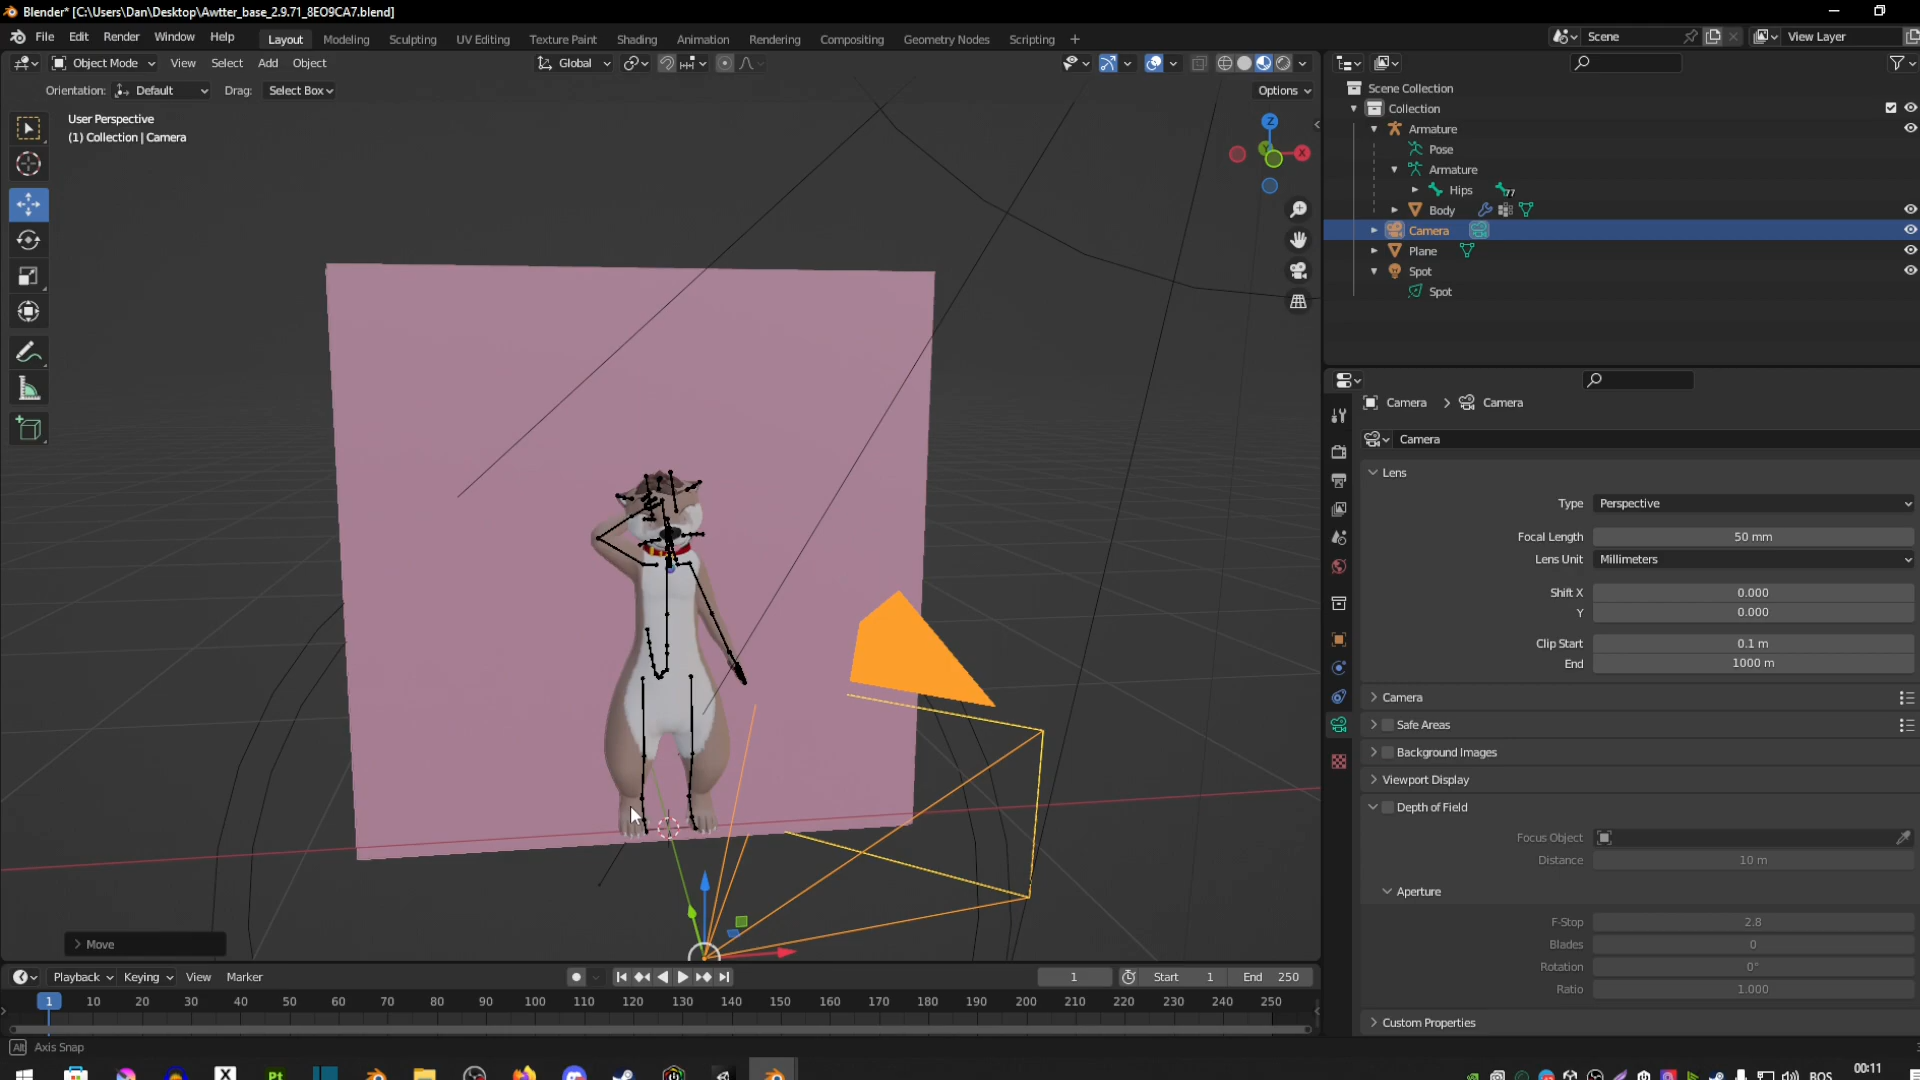 Blender* [C:\Users\Dan\Desktop\Awtter_base_2.9.71_8EO9CA7.blend]
File Edit Render Window Help Layout Modeling Sculpting UV Editing Texture Paint Shading Animation Rendering Compositing Geometry Nodes Scripting + Scene View Layer
Object Mode View Select Add Object Global
Orientation: Default Drag: Select Box Options
User Perspective
(1) Collection | Camera
Z
Y
X
Move
Scene Collection
Collection
Armature
Pose
Armature
Hips 77
Body
Camera
Plane
Spot
Spot
Camera > Camera
Camera
Lens
Type Perspective
Focal Length 50 mm
Lens Unit Millimeters
Shift X 0.000
Y 0.000
Clip Start 0.1 m
End 1000 m
Camera
Safe Areas
Background Images
Viewport Display
Depth of Field
Focus Object
Distance 10 m
Aperture
F-Stop 2.8
Blades 0
Rotation 0°
Ratio 1.000
Custom Properties
Playback Keying View Marker 1 Start 1 End 250
1 10 20 30 40 50 60 70 80 90 100 110 120 130 140 150 160 170 180 190 200 210 220 230 240 250
Alt Axis Snap
X Pt BOS 00:11